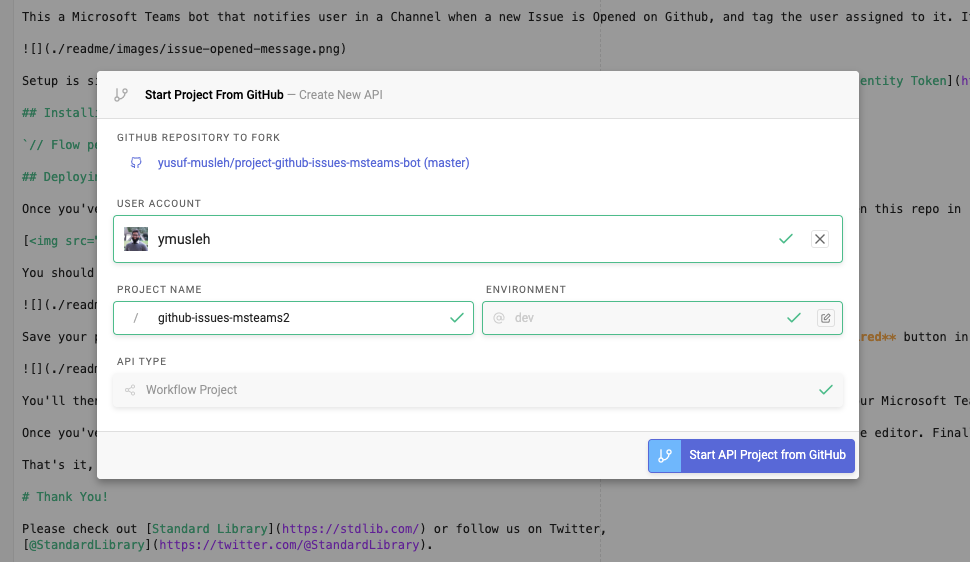 This a Microsoft Teams bot that notifies user in a Channel when a new Issue is Opened on Github, and tag the user assigned to it.
![](./readme/images/issue-opened-message.png)
Setup is entity Token](
Start Project From GitHub — Create New API
## Install
GITHUB REPOSITORY TO FORK
`// Flow
yusuf-musleh/project-github-issues-msteams-bot (master)
## Deploying
USER ACCOUNT
Once you've n this repo in
ymusleh
[<img src="
You should
PROJECT NAME
ENVIRONMENT
![](./read
/ github-issues-msteams2
@ dev
Save your red** button in
API TYPE
![](./read
Workflow Project
You'll then ur Microsoft Tea
Once you've e editor. Final
Start API Project from GitHub
That's it,
# Thank You!
Please check out [Standard Library](https://stdlib.com/) or follow us on Twitter,
[@StandardLibrary](https://twitter.com/@StandardLibrary).